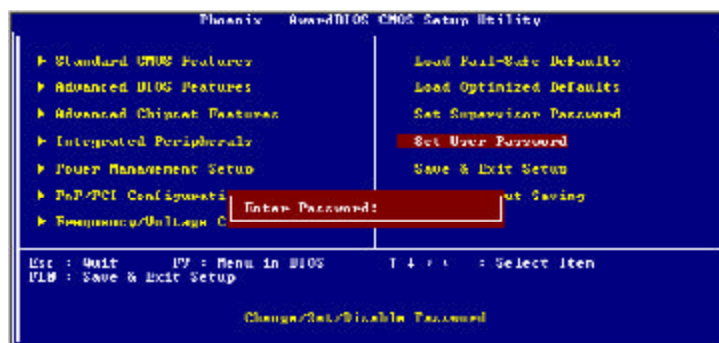 Phoenix - AwardBIOS CMOS Setup Utility
▶ Standard CMOS Features
▶ Advanced BIOS Features
▶ Advanced Chipset Features
▶ Integrated Peripherals
▶ Power Management Setup
▶ PnP/PCI Configurati
▶ Frequency/Voltage C
Load Fail-Safe Defaults
Load Optimized Defaults
Set Supervisor Password
Set User Password
Save & Exit Setup
ut Saving
Enter Password:
Esc : Quit F9 : Menu in BIOS ↑ ↓ → ← : Select Item
F10 : Save & Exit Setup
Change/Set/Disable Password